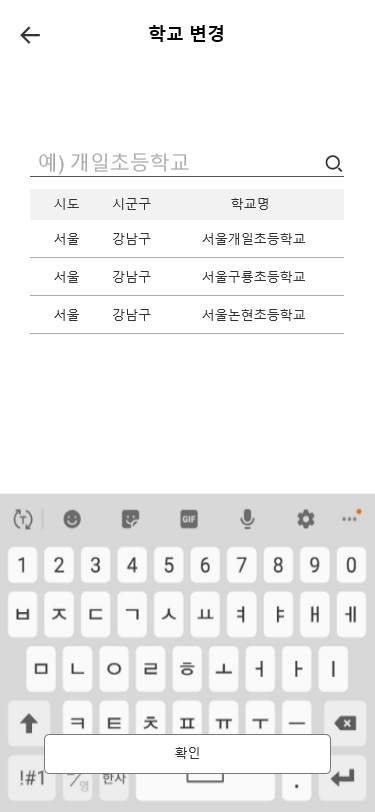 학교 변경
예) 개일초등학교
시도 시군구 학교명
서울 강남구 서울개일초등학교
서울 강남구 서울구룡초등학교
서울 강남구 서울논현초등학교
T GIF
1 2 3 4 5 6 7 8 9 0
ㅂ ㅈ ㄷ ㄱ ㅅ ㅛ ㅕ ㅑ ㅐ ㅔ
ㅁ ㄴ ㅇ ㄹ ㅎ ㅗ ㅓ ㅏ ㅣ
ㅋ ㅌ ㅊ ㅍ ㅠ ㅜ ㅡ
확인
!#1 영 한자 .